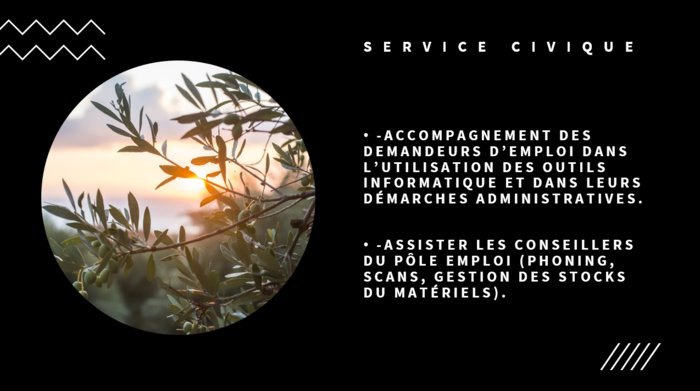 SERVICE CIVIQUE
• -ACCOMPAGNEMENT DES
DEMANDEURS D'EMPLOI DANS
L'UTILISATION DES OUTILS
INFORMATIQUE ET DANS LEURS
DÉMARCHES ADMINISTRATIVES.
• -ASSISTER LES CONSEILLERS
DU PÔLE EMPLOI (PHONING,
SCANS, GESTION DES STOCKS
DU MATÉRIELS).